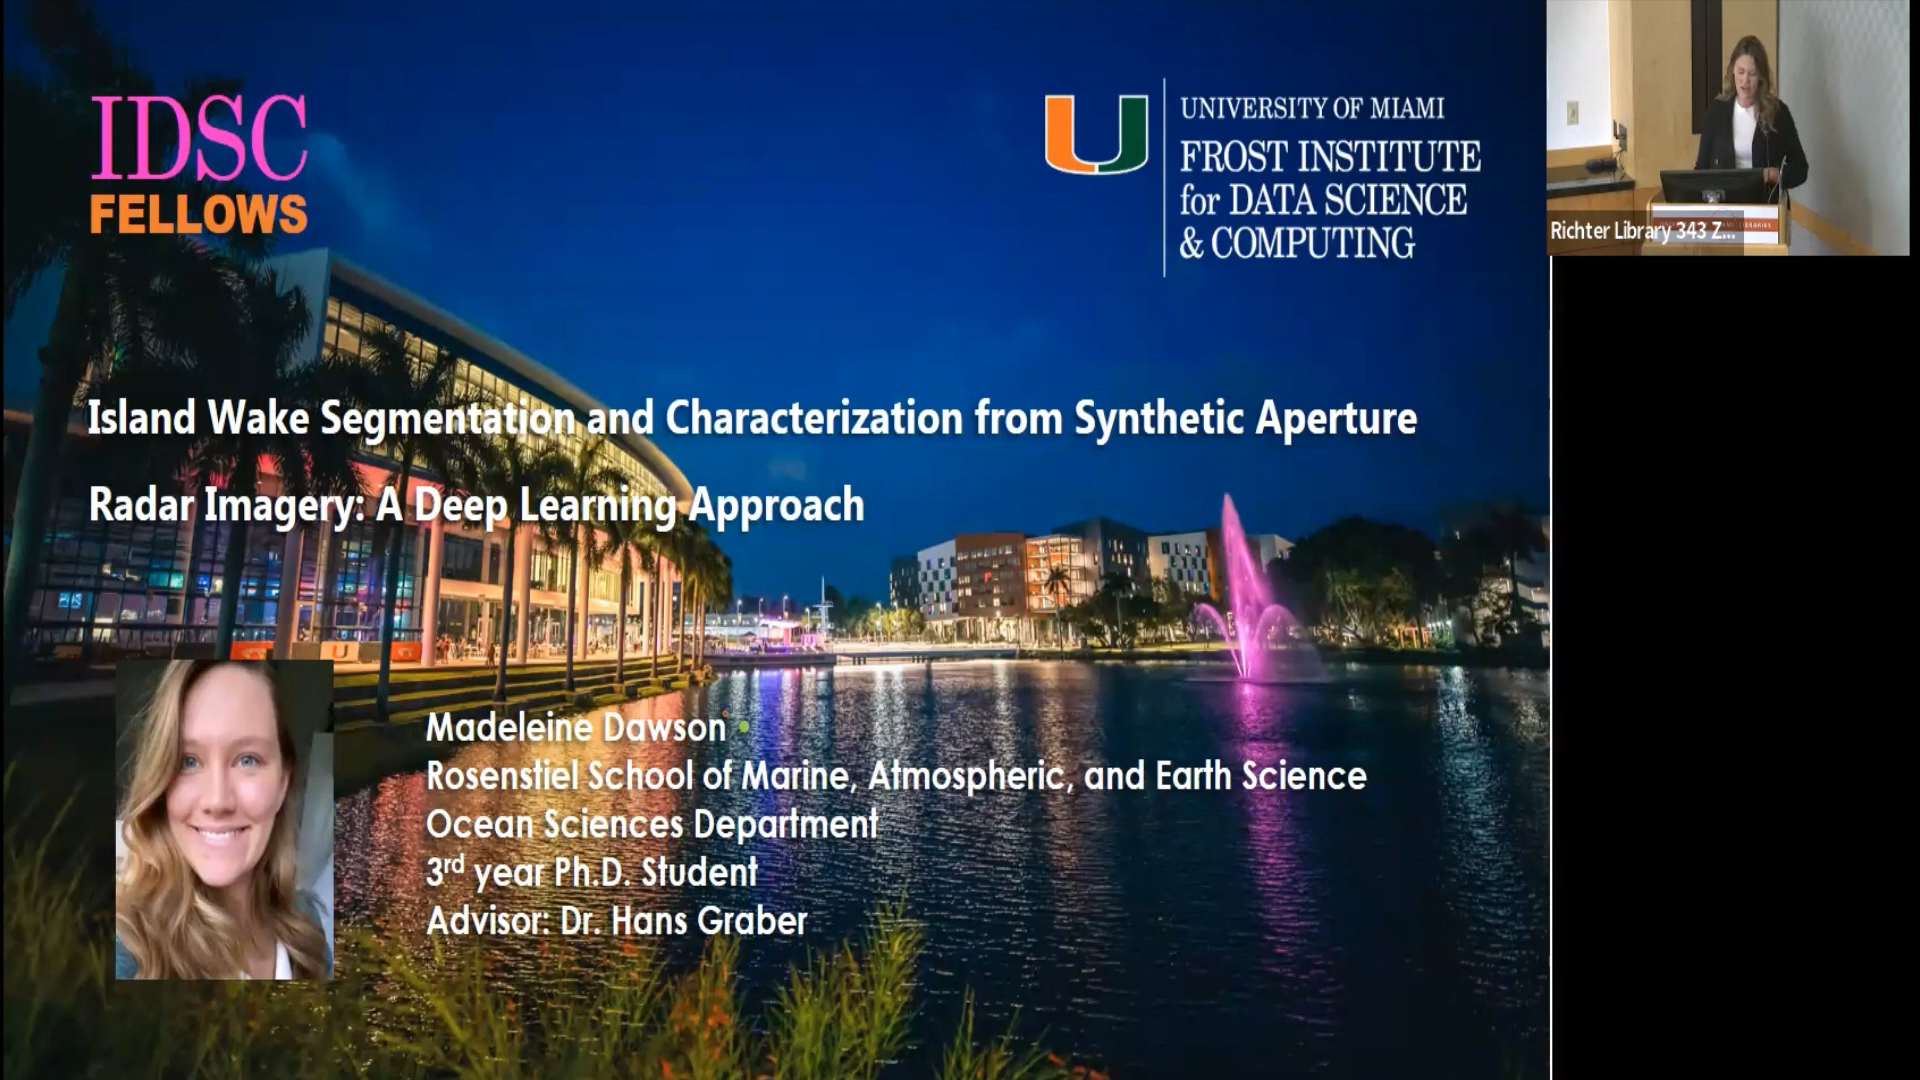 IDSC
FELLOWS
UNIVERSITY OF MIAMI
FROST INSTITUTE
for DATA SCIENCE
& COMPUTING
Richter Library 343 Z...
Island Wake Segmentation and Characterization from Synthetic Aperture
Radar Imagery: A Deep Learning Approach
Madeleine Dawson
Rosenstiel School of Marine, Atmospheric, and Earth Science
Ocean Sciences Department
3rd year Ph.D. Student
Advisor: Dr. Hans Graber